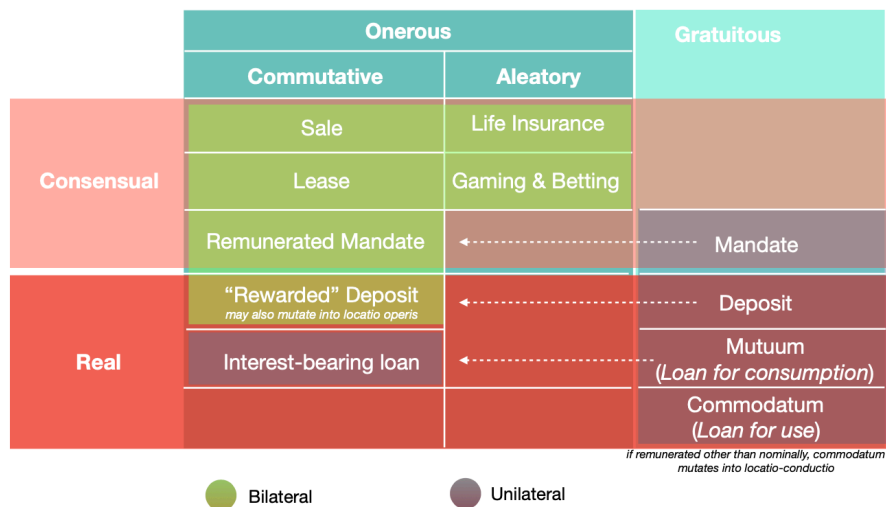 Onerous
Gratuitous
Commutative
Aleatory
Consensual
Sale
Life Insurance
Lease
Gaming & Betting
Remunerated Mandate
Mandate
Real
“Rewarded” Deposit
may also mutate into locatio operis
Deposit
Interest-bearing loan
Mutuum
(Loan for consumption)
Commodatum
(Loan for use)
if remunerated other than nominally, commodatum
mutates into locatio-conductio
Bilateral
Unilateral